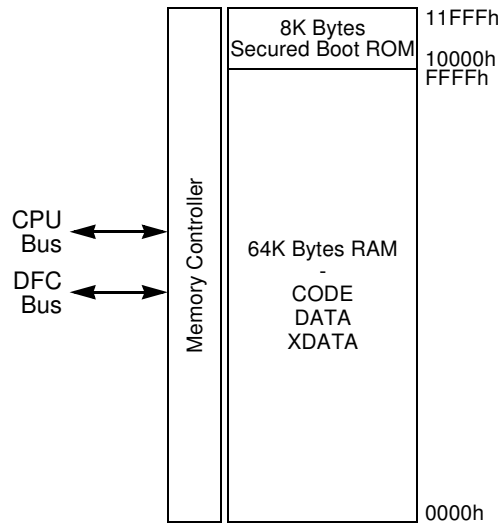 8K Bytes
Secured Boot ROM
11FFFh
10000h
FFFFh
CPU
Bus
DFC
Bus
Memory Controller
64K Bytes RAM
-
CODE
DATA
XDATA
0000h